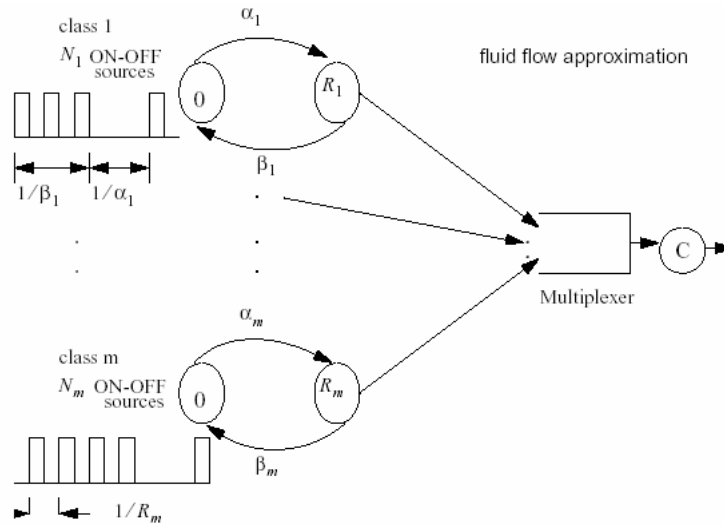 class 1
N₁ ON-OFF
sources
α₁
fluid flow approximation
0
R₁
β₁
1/β₁
1/α₁
Multiplexer
C
class m
Nₘ ON-OFF
sources
αₘ
0
Rₘ
βₘ
1/Rₘ